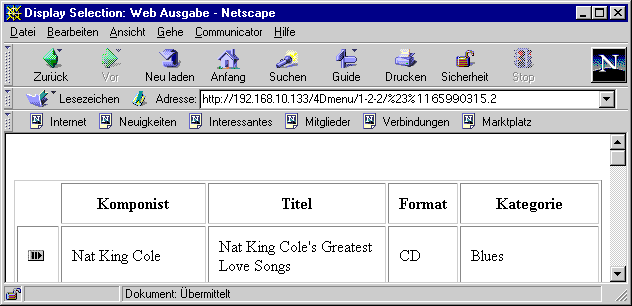 Display Selection: Web Ausgabe - Netscape
Datei Bearbeiten Ansicht Gehe Communicator Hilfe
Zurück Vor Neu laden Anfang Suchen Guide Drucken Sicherheit Stop N
Lesezeichen Adresse: http://192.168.10.133/4Dmenu/1-2-2/%23%1165990315.2
Internet Neuigkeiten Interessantes Mitglieder Verbindungen Marktplatz
Komponist Titel Format Kategorie
Nat King Cole Nat King Cole's Greatest CD Blues
Love Songs
Dokument: Übermittelt